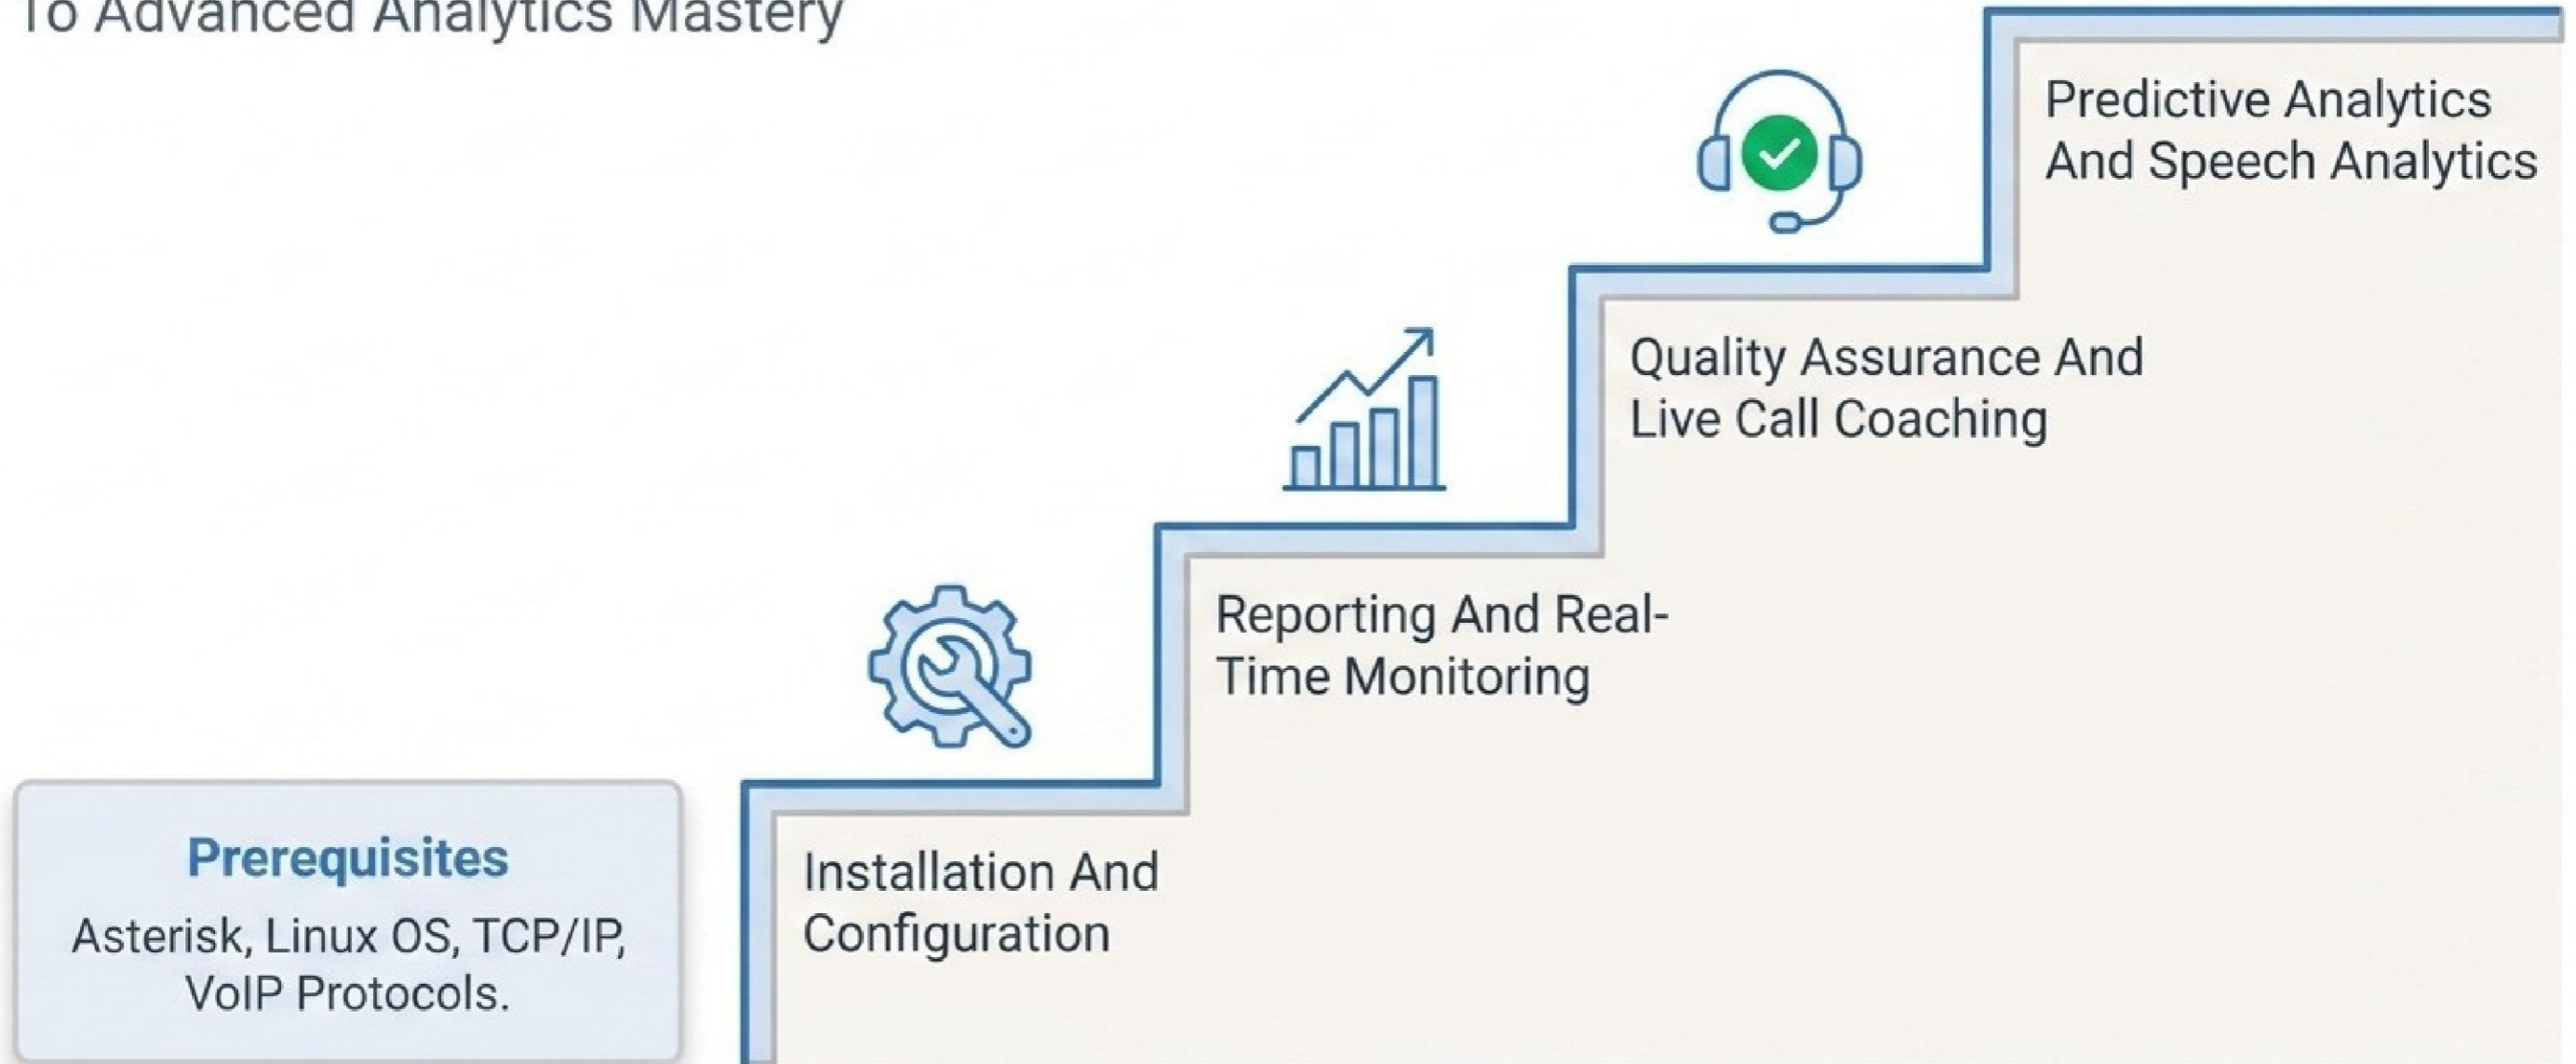 To Advanced Analytics Mastery
Predictive Analytics
And Speech Analytics
Quality Assurance And
Live Call Coaching
Reporting And Real-
Time Monitoring
Installation And
Configuration
Prerequisites
Asterisk, Linux OS, TCP/IP,
VoIP Protocols.